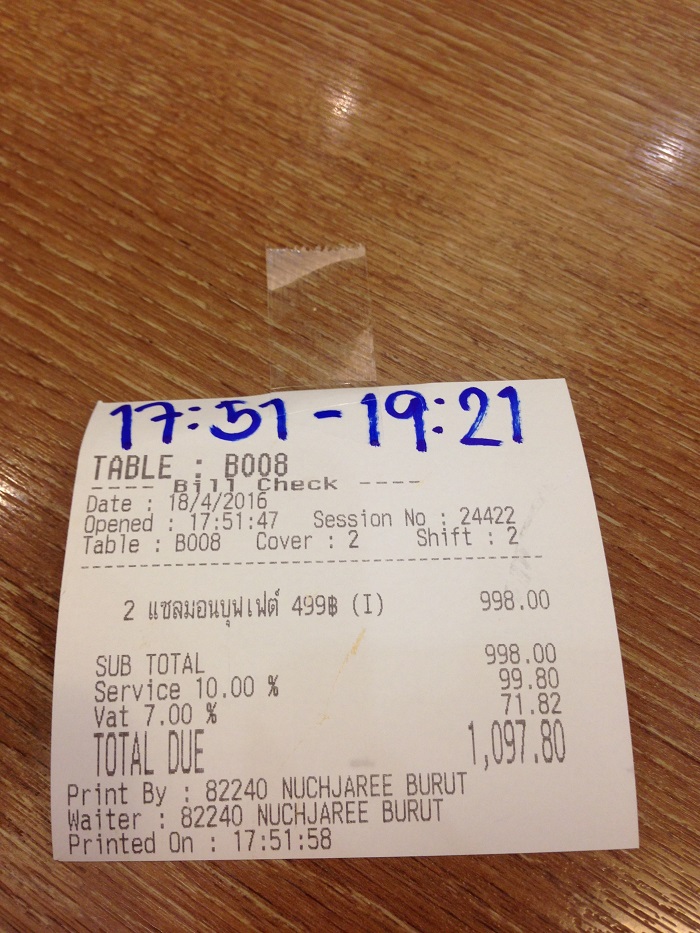 17:51 - 19:21
TABLE : B008
---- Bill Check ----
Date : 18/4/2016
Opened : 17:51:47 Session No : 24422
Table : B008 Cover : 2 Shift : 2
2 แซลมอนบุฟเฟต์ 499฿ (I) 998.00
SUB TOTAL 998.00
Service 10.00 % 99.80
Vat 7.00 % 71.82
TOTAL DUE 1,097.80
Print By : 82240 NUCHJAREE BURUT
Waiter : 82240 NUCHJAREE BURUT
Printed On : 17:51:58